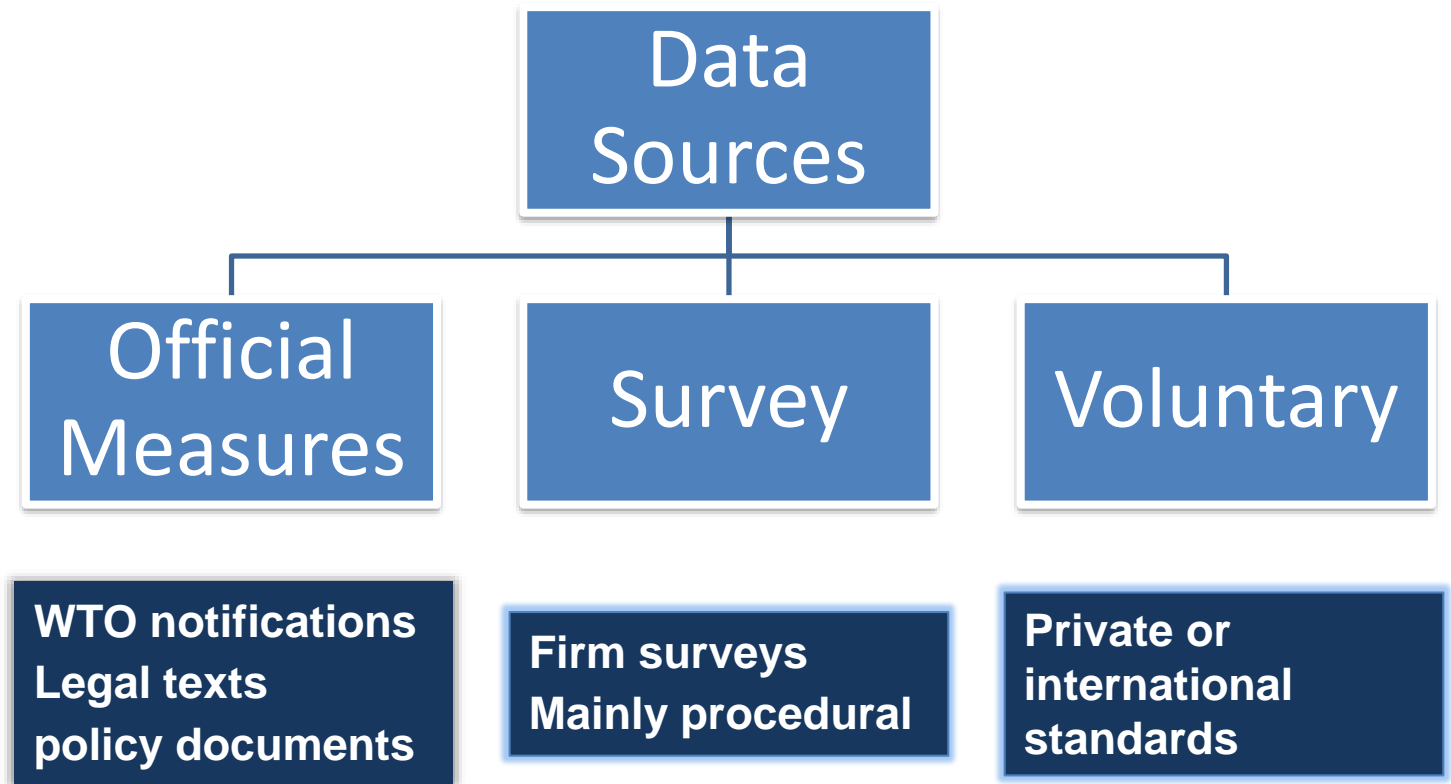 Data
Sources
Official
Measures
Survey
Voluntary
WTO notifications
Legal texts
policy documents
Firm surveys
Mainly procedural
Private or
international
standards